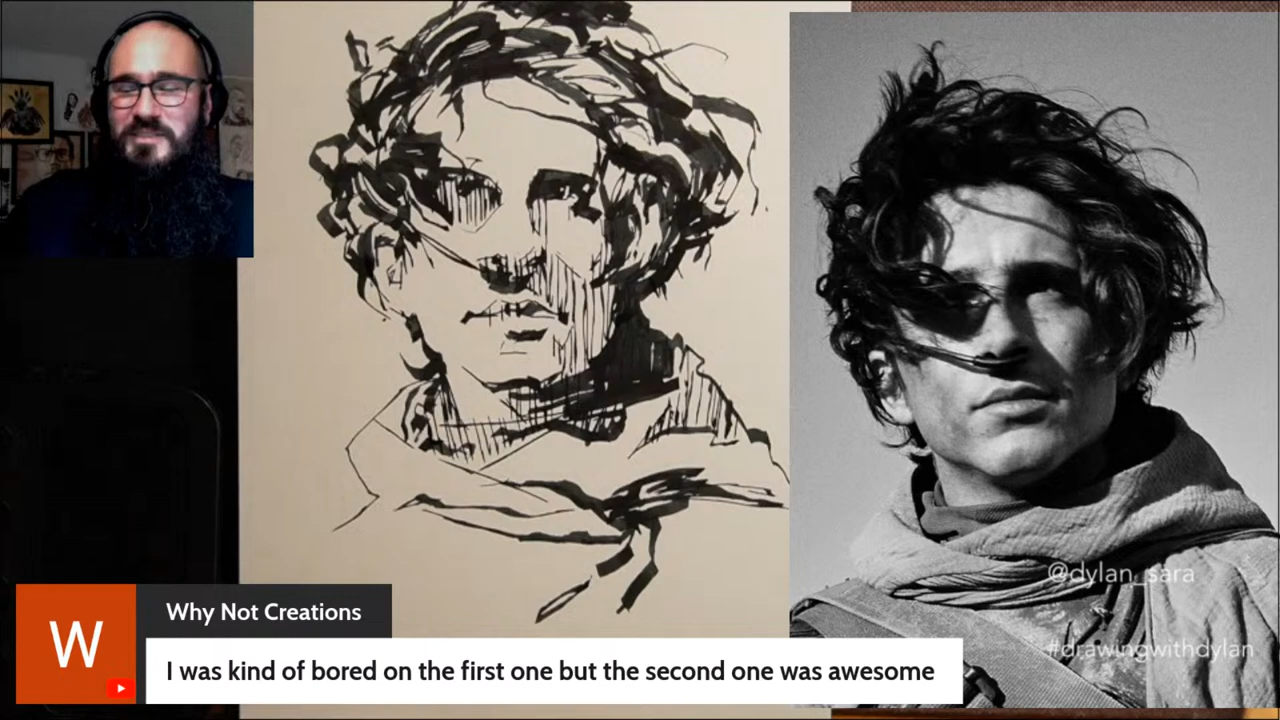 @dylan_sara
#drawingwithdylan
W
Why Not Creations
I was kind of bored on the first one but the second one was awesome